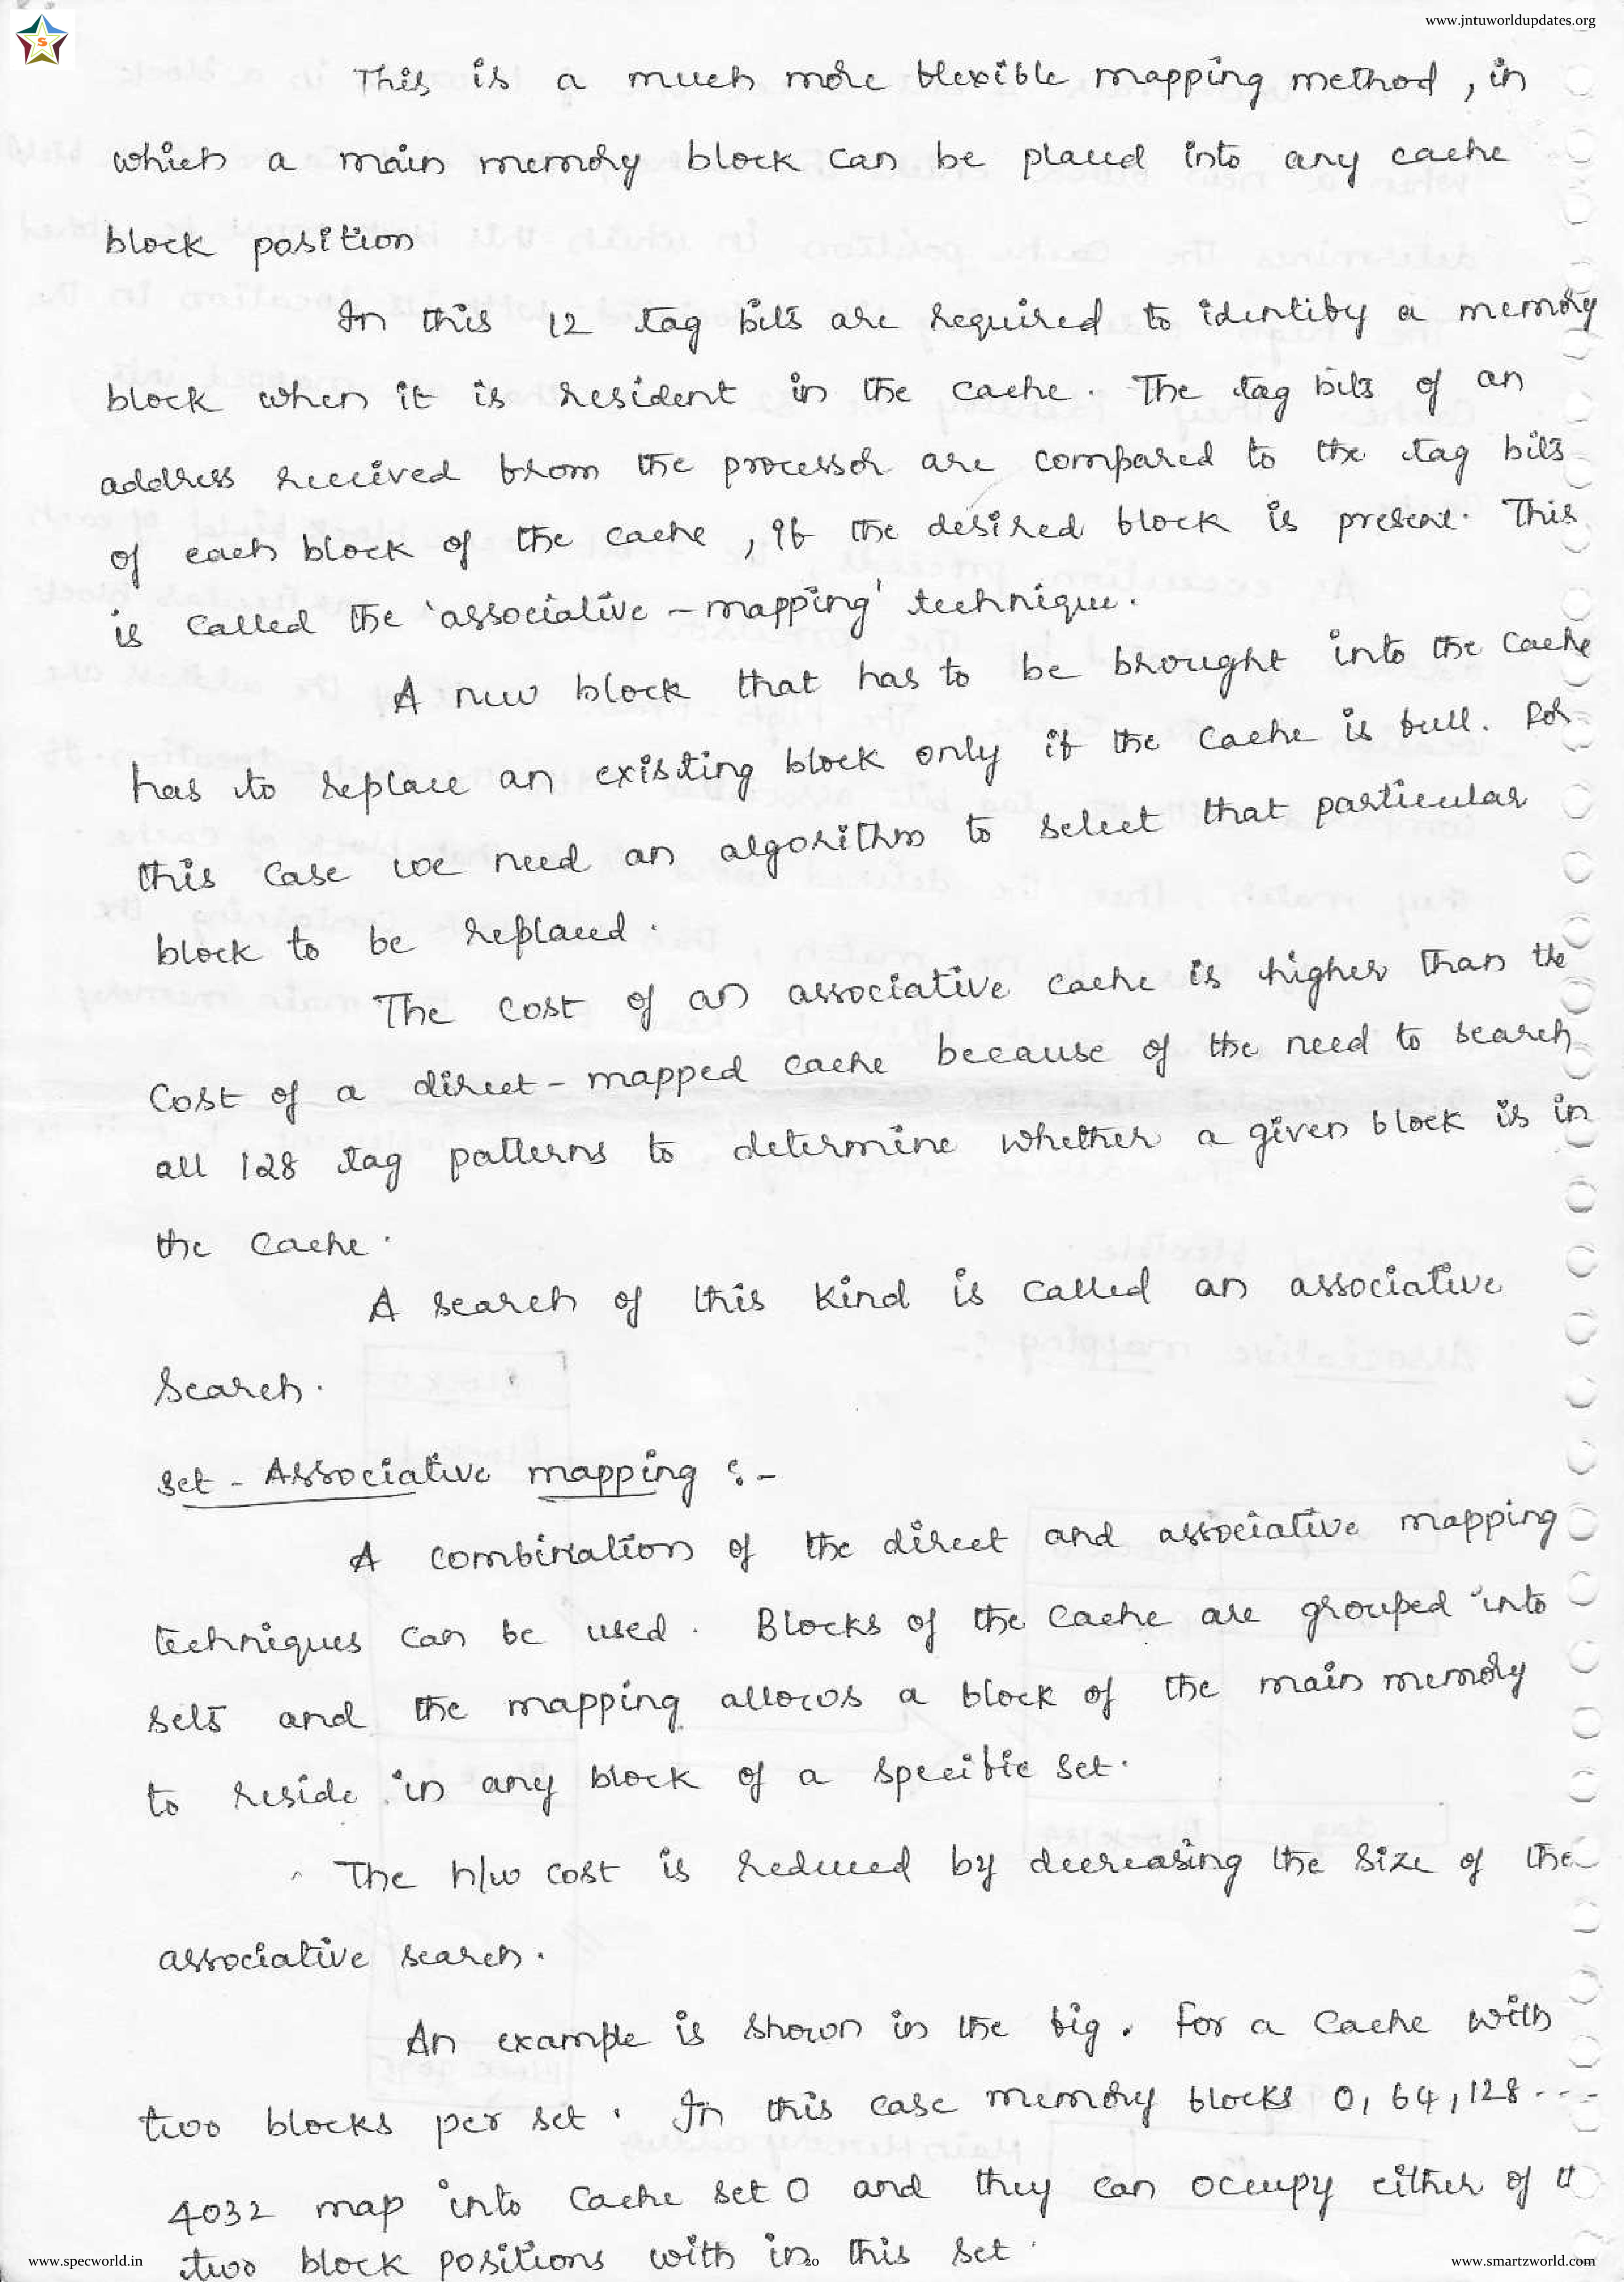 www.jntuworldupdates.org
S
This is a much more flexible mapping method, in
which a main memory block can be placed into any cache
block position
In this 12 tag bits are required to identify a memory
block when it is resident in the cache. The tag bits of an
address received from the processor are compared to the tag bits
of each block of the cache, if the desired block is present. This
is called the 'associative - mapping' technique.
A new block that has to be brought into the cache
has to replace an existing block only if the cache is full. For
this case we need an algorithm to select that particular
block to be replaced.
The cost of an associative cache is higher than the
cost of a direct - mapped cache because of the need to search
all 128 tag patterns to determine whether a given block is in
the cache.
A search of this kind is called an associative
search.
Set - Associative mapping :-
A combination of the direct and associative mapping
techniques can be used. Blocks of the cache are grouped into
sets and the mapping allows a block of the main memory
to reside in any block of a specific set.
The h/w cost is reduced by decreasing the size of the
associative search.
An example is shown in the fig. for a cache with
two blocks per set. In this case memory blocks 0, 64, 128 ----
4032 map into cache set 0 and they can occupy either of
two block positions with in this set.
www.specworld.in
www.smartzworld.com